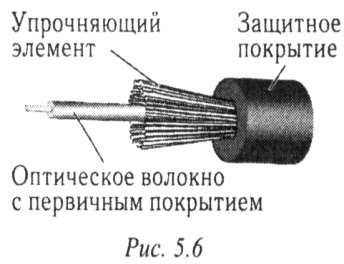 Упрочняющий
элемент
Защитное
покрытие
Оптическое волокно
с первичным покрытием
Рис. 5.6